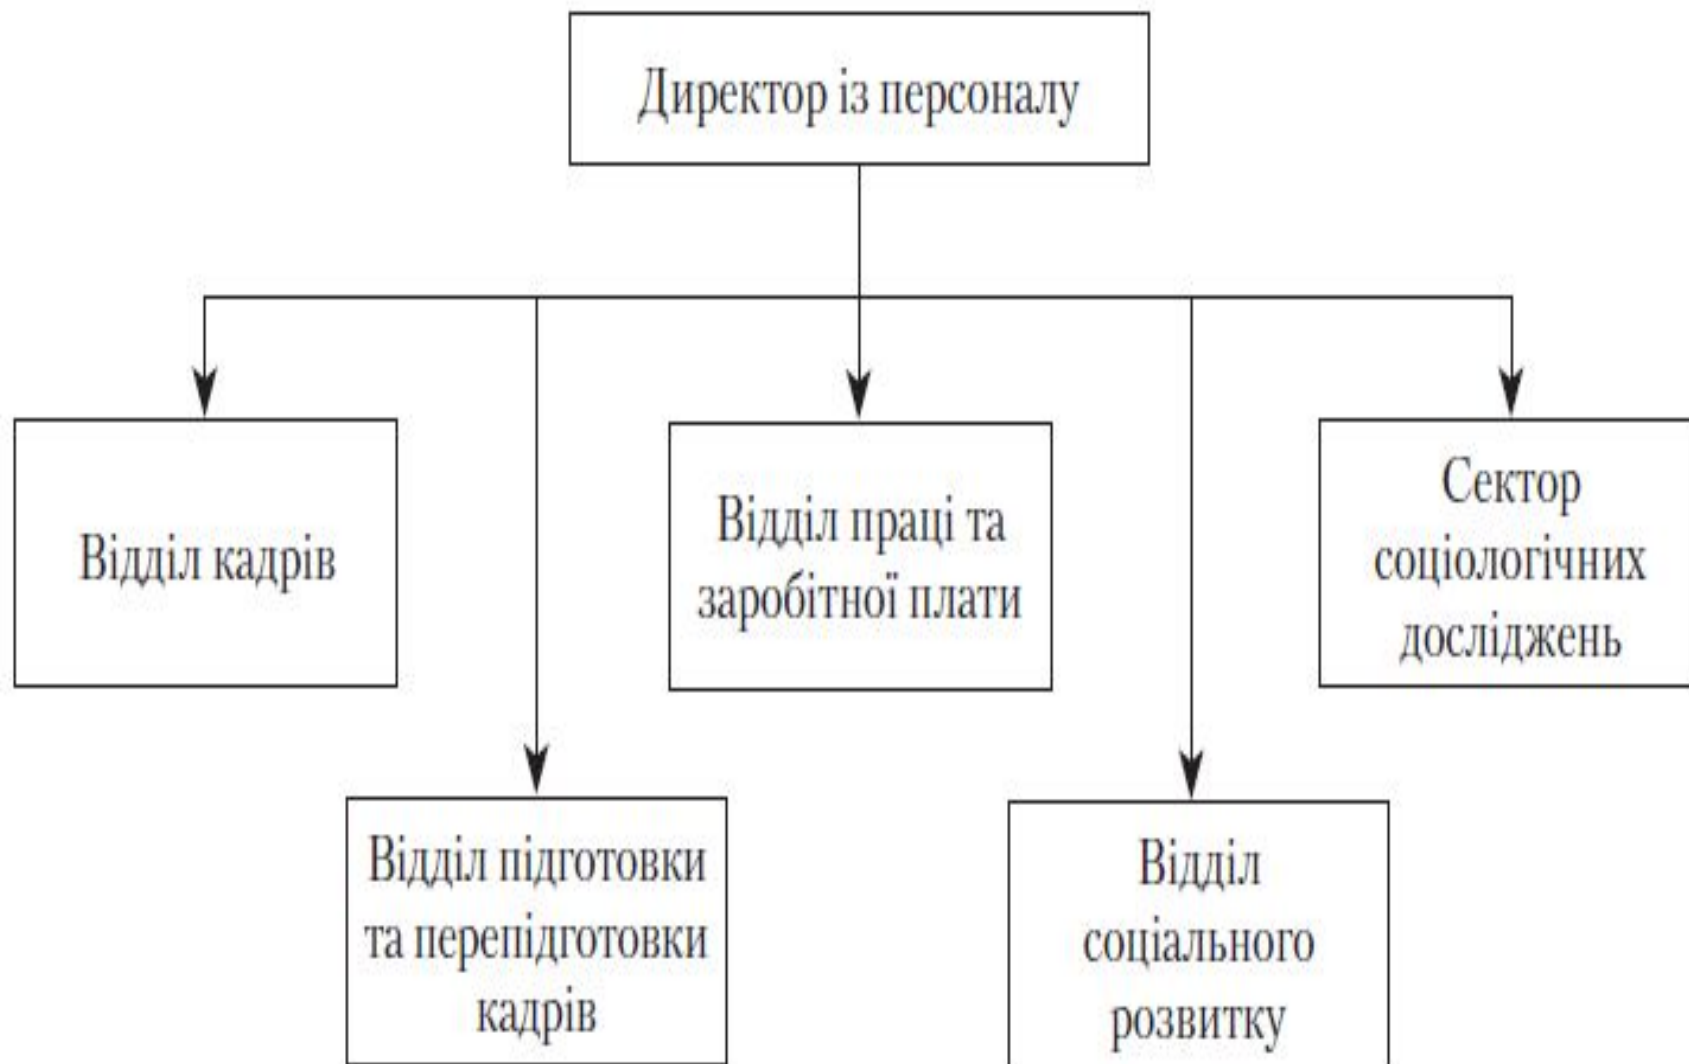 Директор із персоналу
Відділ кадрів
Відділ праці та
заробітної плати
Сектор
соціологічних
досліджень
Відділ підготовки
та перепідготовки
кадрів
Відділ
соціального
розвитку